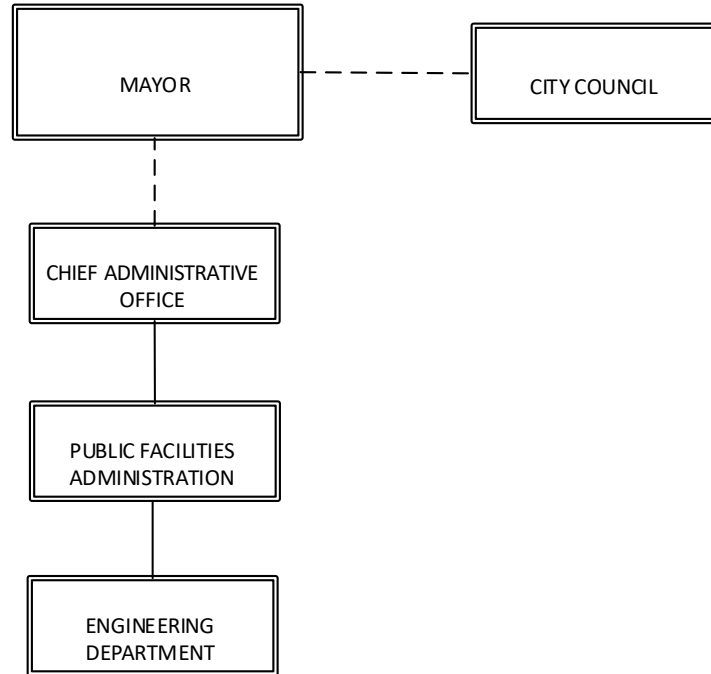 MAYOR
CITY COUNCIL
CHIEF ADMINISTRATIVE
OFFICE
PUBLIC FACILITIES
ADMINISTRATION
ENGINEERING
DEPARTMENT